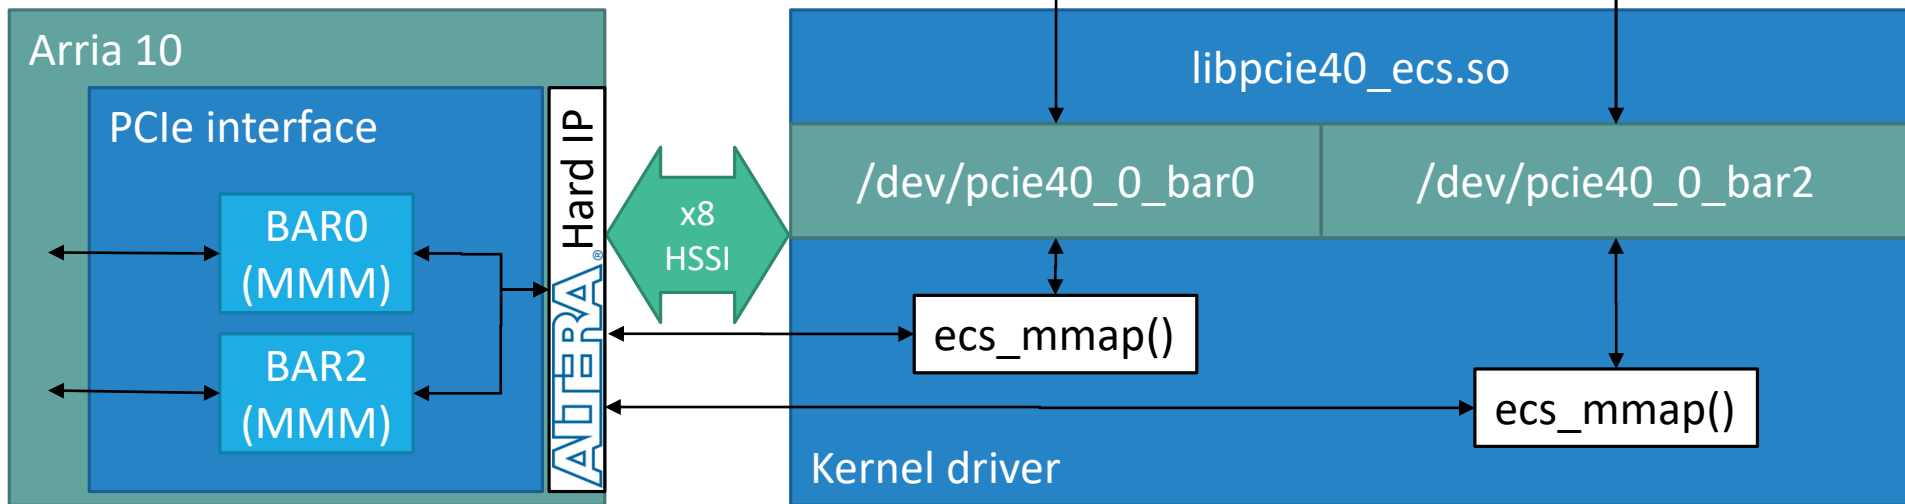 Arria 10
PCIe interface
BAR0
(MMM)
BAR2
(MMM)
Hard IP
ALTERA®
x8
HSSI
libpcie40_ecs.so
/dev/pcie40_0_bar0
/dev/pcie40_0_bar2
ecs_mmap()
ecs_mmap()
Kernel driver